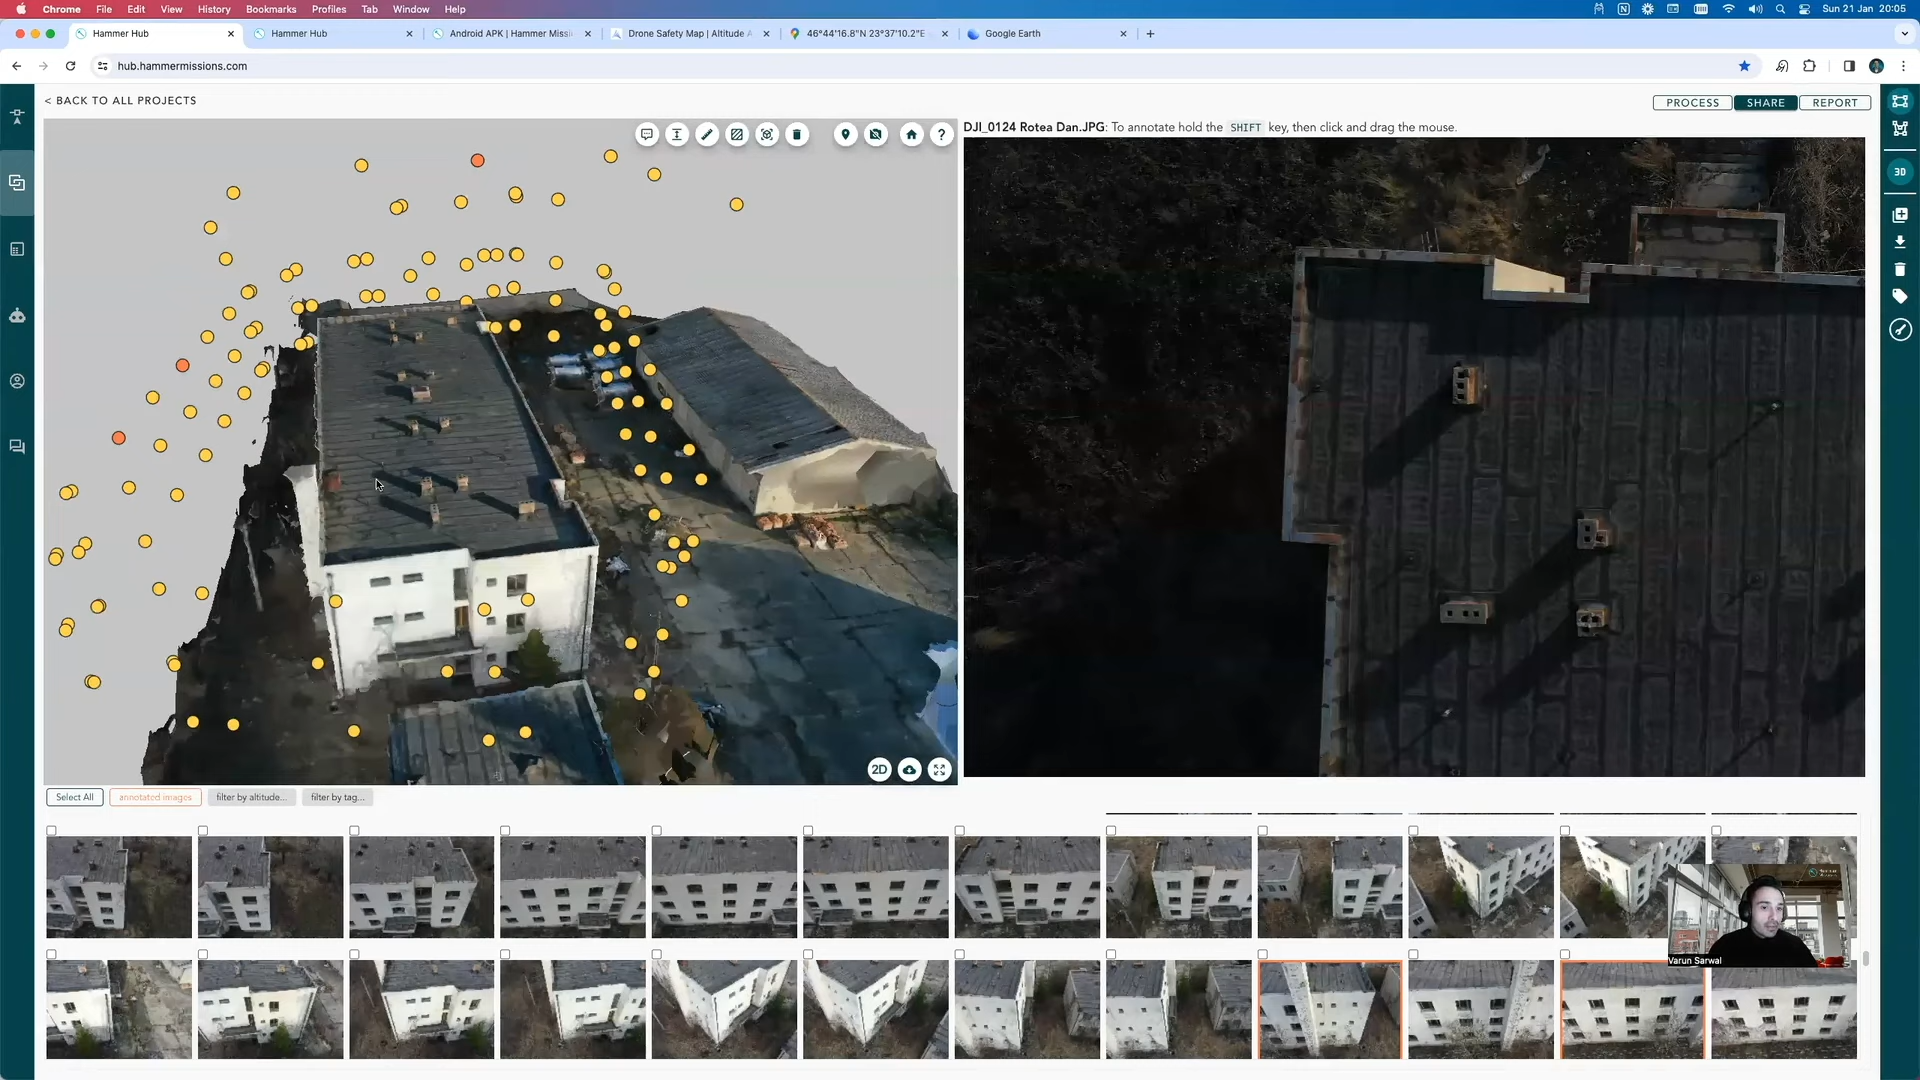 Chrome File Edit View History Bookmarks Profiles Tab Window Help
Sun 21 Jan 20:05
Hammer Hub
Hammer Hub
Android APK | Hammer Missi
Drone Safety Map | Altitude A
46°44'16.8"N 23°37'10.2"E
Google Earth
hub.hammermissions.com
< BACK TO ALL PROJECTS
PROCESS SHARE REPORT
DJI_0124 Rotea Dan.JPG: To annotate hold the SHIFT key, then click and drag the mouse.
3D
2D
Select All annotated images filter by altitude... filter by tag...
Varun Sarwal